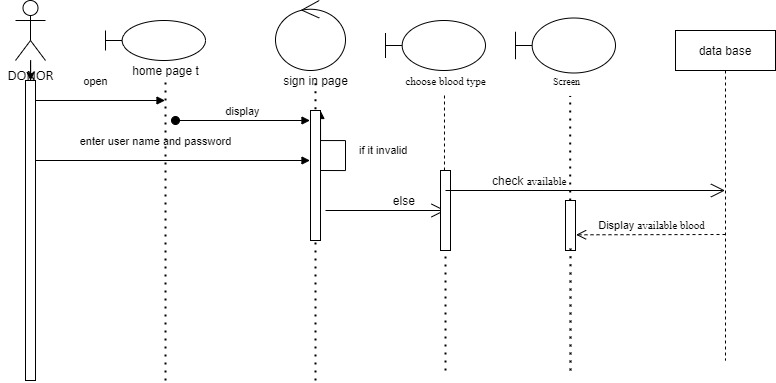 DONOR
home page t
sign in page
choose blood type
Screen
data base
open
display
enter user name and password
if it invalid
check available
else
Display available blood